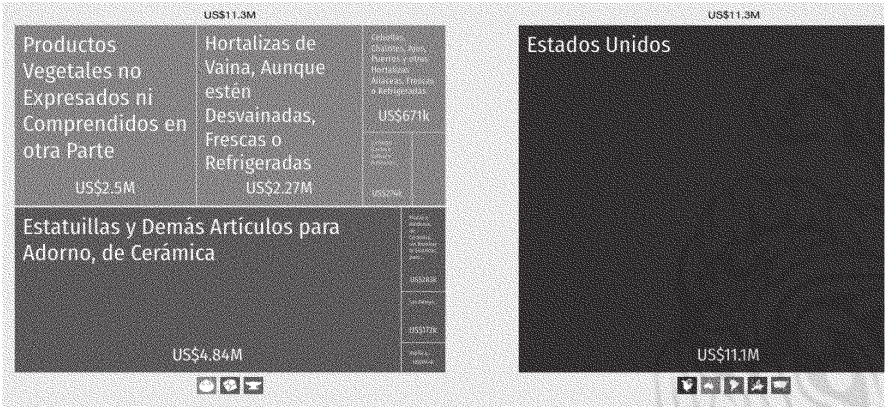 US$11.3M
Productos
Vegetales no
Expresados ni
Comprendidos en
otra Parte
US$2.5M
Hortalizas de
Vaina, Aunque
estén
Desvainadas,
Frescas o
Refrigeradas
US$2.27M
Cebollas,
Chalotes, Ajos,
Puerros y otras
Hortalizas
Aliáceas, Frescas
o Refrigeradas
US$671k
US$274k
Estatuillas y Demás Artículos para
Adorno, de Cerámica
US$4.84M
US$283k
US$172k
US$11.3M
Estados Unidos
US$11.1M